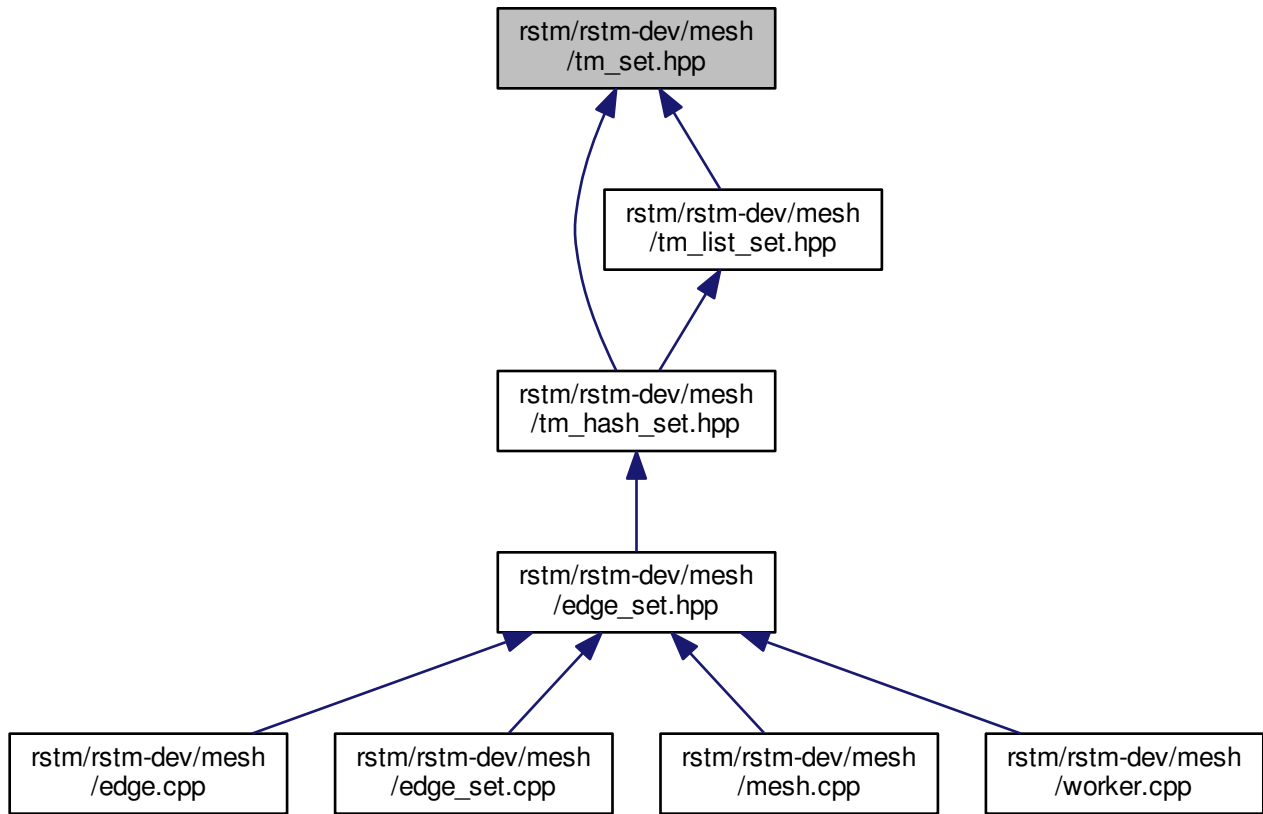 rstm/rstm-dev/mesh
/tm_set.hpp
rstm/rstm-dev/mesh
/tm_list_set.hpp
rstm/rstm-dev/mesh
/tm_hash_set.hpp
rstm/rstm-dev/mesh
/edge_set.hpp
rstm/rstm-dev/mesh
/edge.cpp
rstm/rstm-dev/mesh
/edge_set.cpp
rstm/rstm-dev/mesh
/mesh.cpp
rstm/rstm-dev/mesh
/worker.cpp